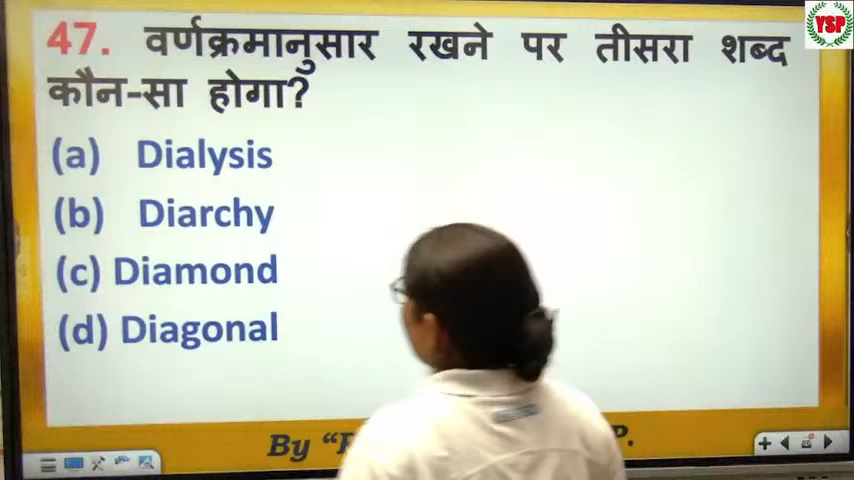 YSP
47. वर्णक्रमानुसार रखने पर तीसरा शब्द
कौन-सा होगा?
(a) Dialysis
(b) Diarchy
(c) Diamond
(d) Diagonal
By